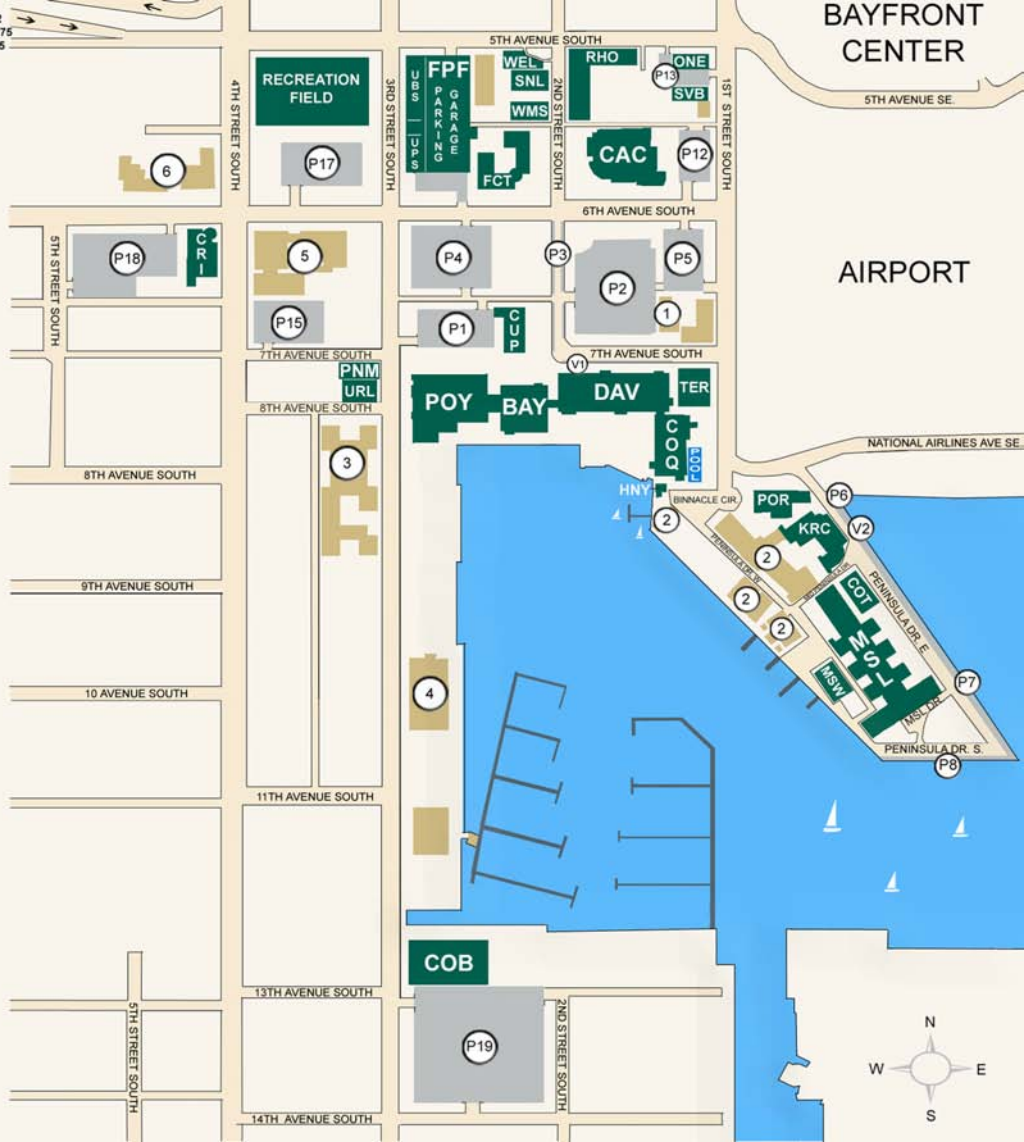 75
5
BAYFRONT
CENTER
5TH AVENUE SOUTH
5TH AVENUE SE.
4TH STREET SOUTH
RECREATION
FIELD
3RD STREET SOUTH
UBS
UPS
FPF
PARKING
GARAGE
WEL
SNL
WMS
2ND STREET SOUTH
RHO
P13
ONE
SVB
1ST STREET SOUTH
6
P17
FCT
CAC
P12
6TH AVENUE SOUTH
5TH STREET SOUTH
P18
CRI
5
P4
P3
P2
P5
AIRPORT
P15
P1
CUP
1
7TH AVENUE SOUTH
7TH AVENUE SOUTH
V1
PNM
URL
8TH AVENUE SOUTH
POY
BAY
DAV
TER
COQ
POOL
NATIONAL AIRLINES AVE SE.
3
8TH AVENUE SOUTH
HNY
BINNACLE CIR.
2
POR
P6
KRC
V2
2
PENINSULA DR. W
9TH AVENUE SOUTH
2
2
COT
PENINSULA DR. E
MSL
MSW
P7
MSL DR.
PENINSULA DR. S.
P8
10 AVENUE SOUTH
4
11TH AVENUE SOUTH
COB
13TH AVENUE SOUTH
5TH STREET SOUTH
P19
2ND STREET SOUTH
14TH AVENUE SOUTH
N
W
E
S